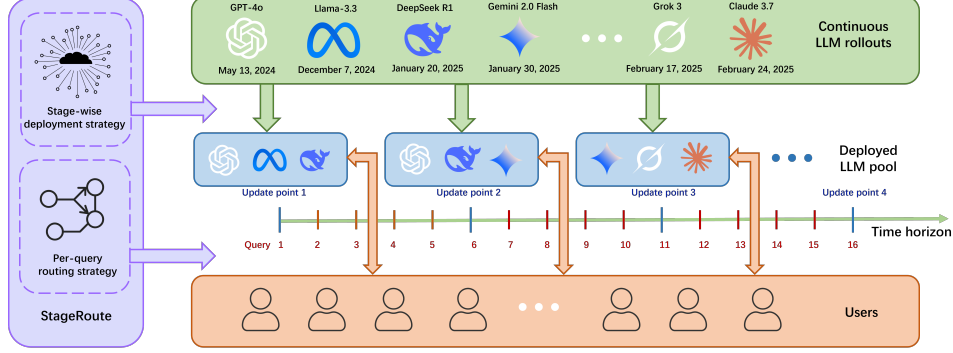 GPT-4o
Llama-3.3
DeepSeek R1
Gemini 2.0 Flash
Grok 3
Claude 3.7
Continuous
LLM rollouts
May 13, 2024
December 7, 2024
January 20, 2025
January 30, 2025
February 17, 2025
February 24, 2025
Stage-wise
deployment strategy
Per-query
routing strategy
StageRoute
Deployed
LLM pool
Update point 1
Update point 2
Update point 3
Update point 4
Time horizon
Query 1 2 3 4 5 6 7 8 9 10 11 12 13 14 15 16
Users